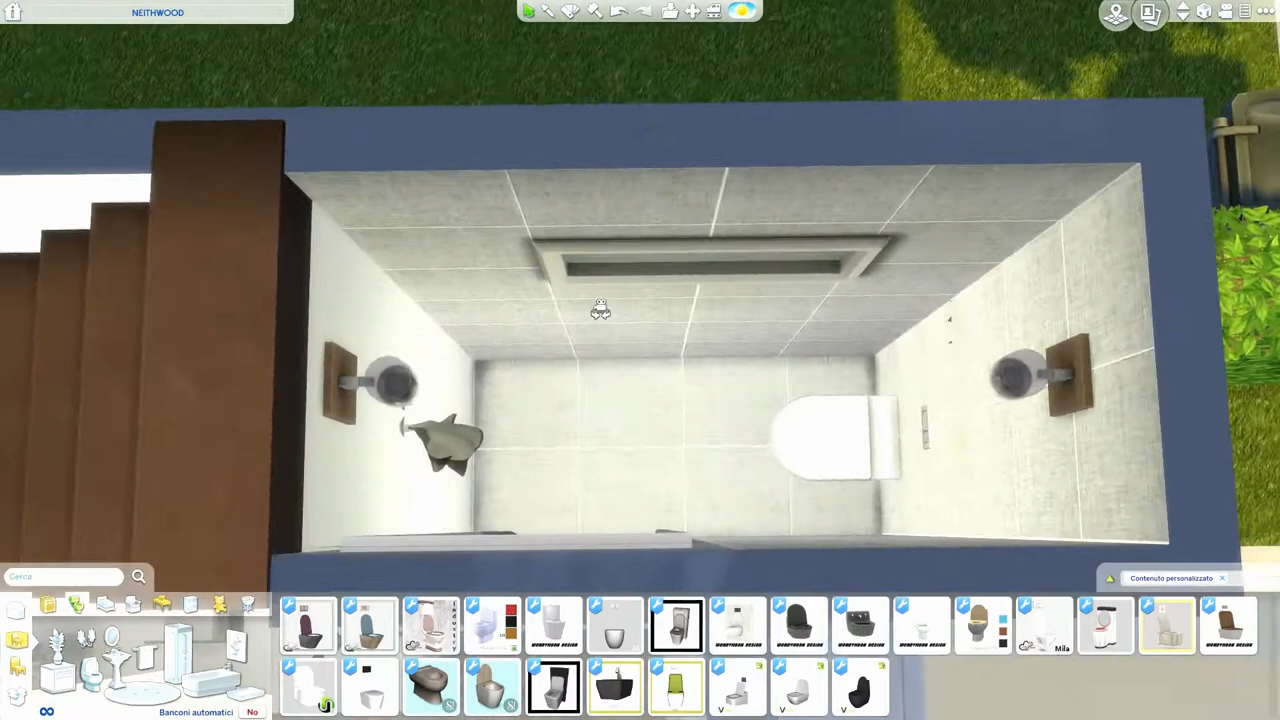 NEITHWOOD
Cerca
Contenuto personalizzato
Mila
Banconi automatici No